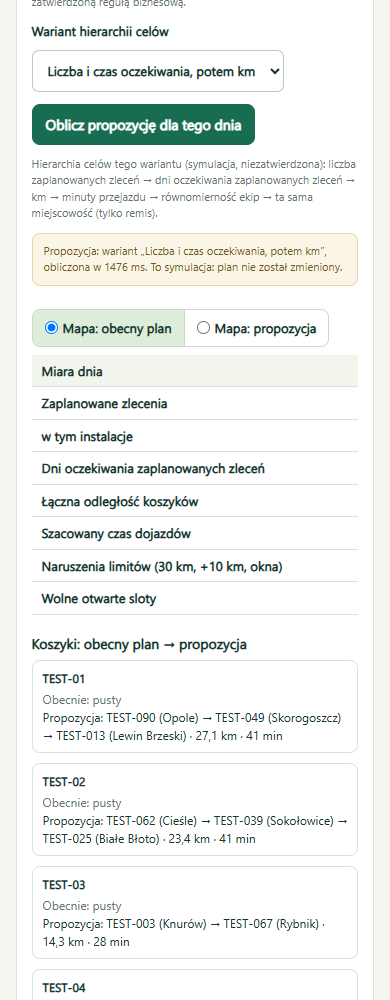 zatwierdzoną regułą biznesową.
Wariant hierarchii celów
Liczba i czas oczekiwania, potem km
Oblicz propozycję dla tego dnia
Hierarchia celów tego wariantu (symulacja, niezatwierdzona): liczba
zaplanowanych zleceń → dni oczekiwania zaplanowanych zleceń →
km → minuty przejazdu → równomierność ekip → ta sama
miejscowość (tylko remis).
Propozycja: wariant „Liczba i czas oczekiwania, potem km”,
obliczona w 1476 ms. To symulacja: plan nie został zmieniony.
Mapa: obecny plan Mapa: propozycja
Miara dnia
Zaplanowane zlecenia
w tym instalacje
Dni oczekiwania zaplanowanych zleceń
Łączna odległość koszyków
Szacowany czas dojazdów
Naruszenia limitów (30 km, +10 km, okna)
Wolne otwarte sloty
Koszyki: obecny plan → propozycja
TEST-01
Obecnie: pusty
Propozycja: TEST-090 (Opole) → TEST-049 (Skorogoszcz)
→ TEST-013 (Lewin Brzeski) · 27,1 km · 41 min
TEST-02
Obecnie: pusty
Propozycja: TEST-062 (Cieśle) → TEST-039 (Sokołowice) →
TEST-025 (Białe Błoto) · 23,4 km · 41 min
TEST-03
Obecnie: pusty
Propozycja: TEST-003 (Knurów) → TEST-067 (Rybnik) ·
14,3 km · 28 min
TEST-04